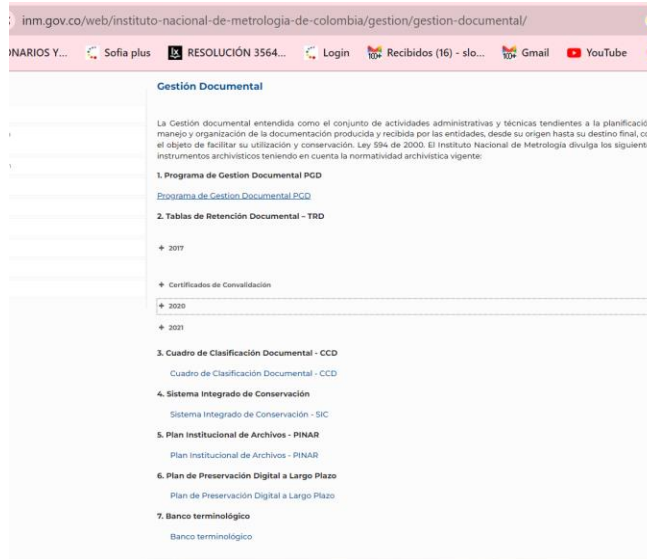 inm.gov.co/web/instituto-nacional-de-metrologia-de-colombia/gestion/gestion-documental/
ONARIOS Y... Sofia plus RESOLUCIÓN 3564... Login Recibidos (16) - slo... Gmail YouTube
Gestión Documental
La Gestión documental entendida como el conjunto de actividades administrativas y técnicas tendientes a la planificació
manejo y organización de la documentación producida y recibida por las entidades, desde su origen hasta su destino final, co
el objeto de facilitar su utilización y conservación. Ley 594 de 2000. El Instituto Nacional de Metrología divulga los siguient
instrumentos archivísticos teniendo en cuenta la normatividad archivística vigente:
1. Programa de Gestion Documental PGD
Programa de Gestion Documental PGD
2. Tablas de Retención Documental – TRD
+ 2017
+ Certificados de Convalidación
+ 2020
+ 2021
3. Cuadro de Clasificación Documental - CCD
Cuadro de Clasificación Documental - CCD
4. Sistema Integrado de Conservación
Sistema Integrado de Conservación - SIC
5. Plan Institucional de Archivos - PINAR
Plan Institucional de Archivos - PINAR
6. Plan de Preservación Digital a Largo Plazo
Plan de Preservación Digital a Largo Plazo
7. Banco terminológico
Banco terminológico